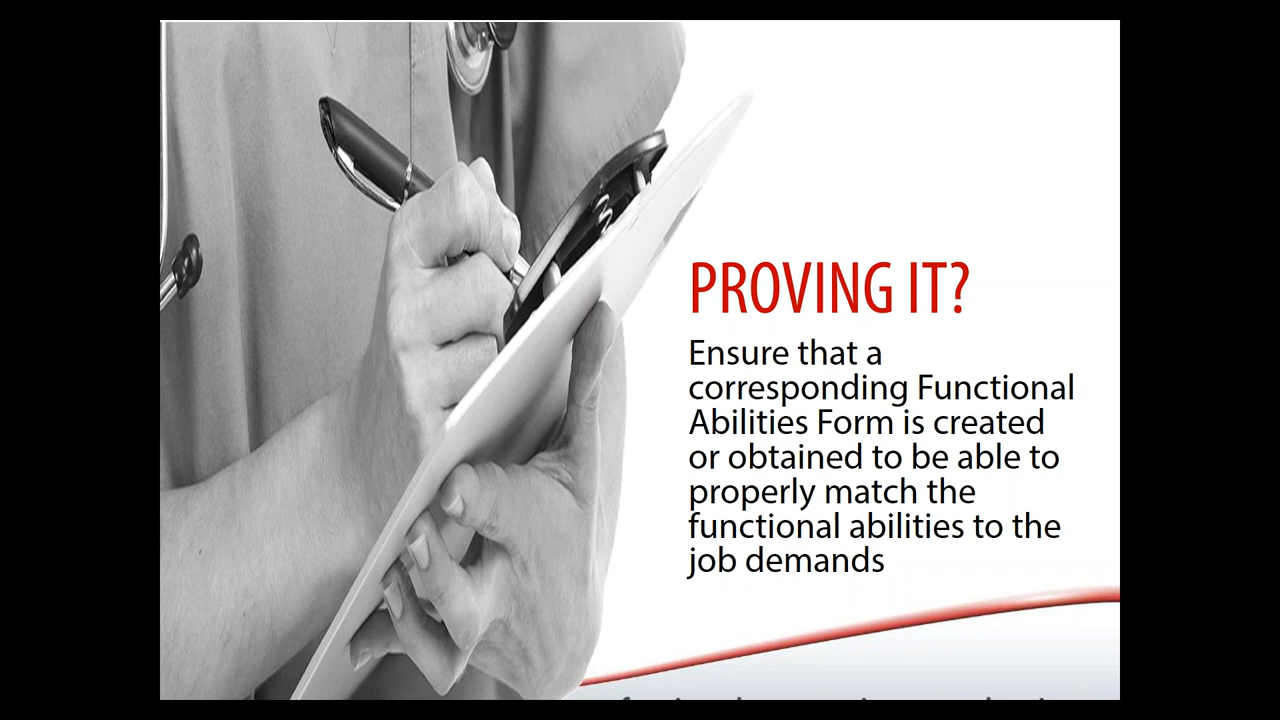 PROVING IT?
Ensure that a
corresponding Functional
Abilities Form is created
or obtained to be able to
properly match the
functional abilities to the
job demands